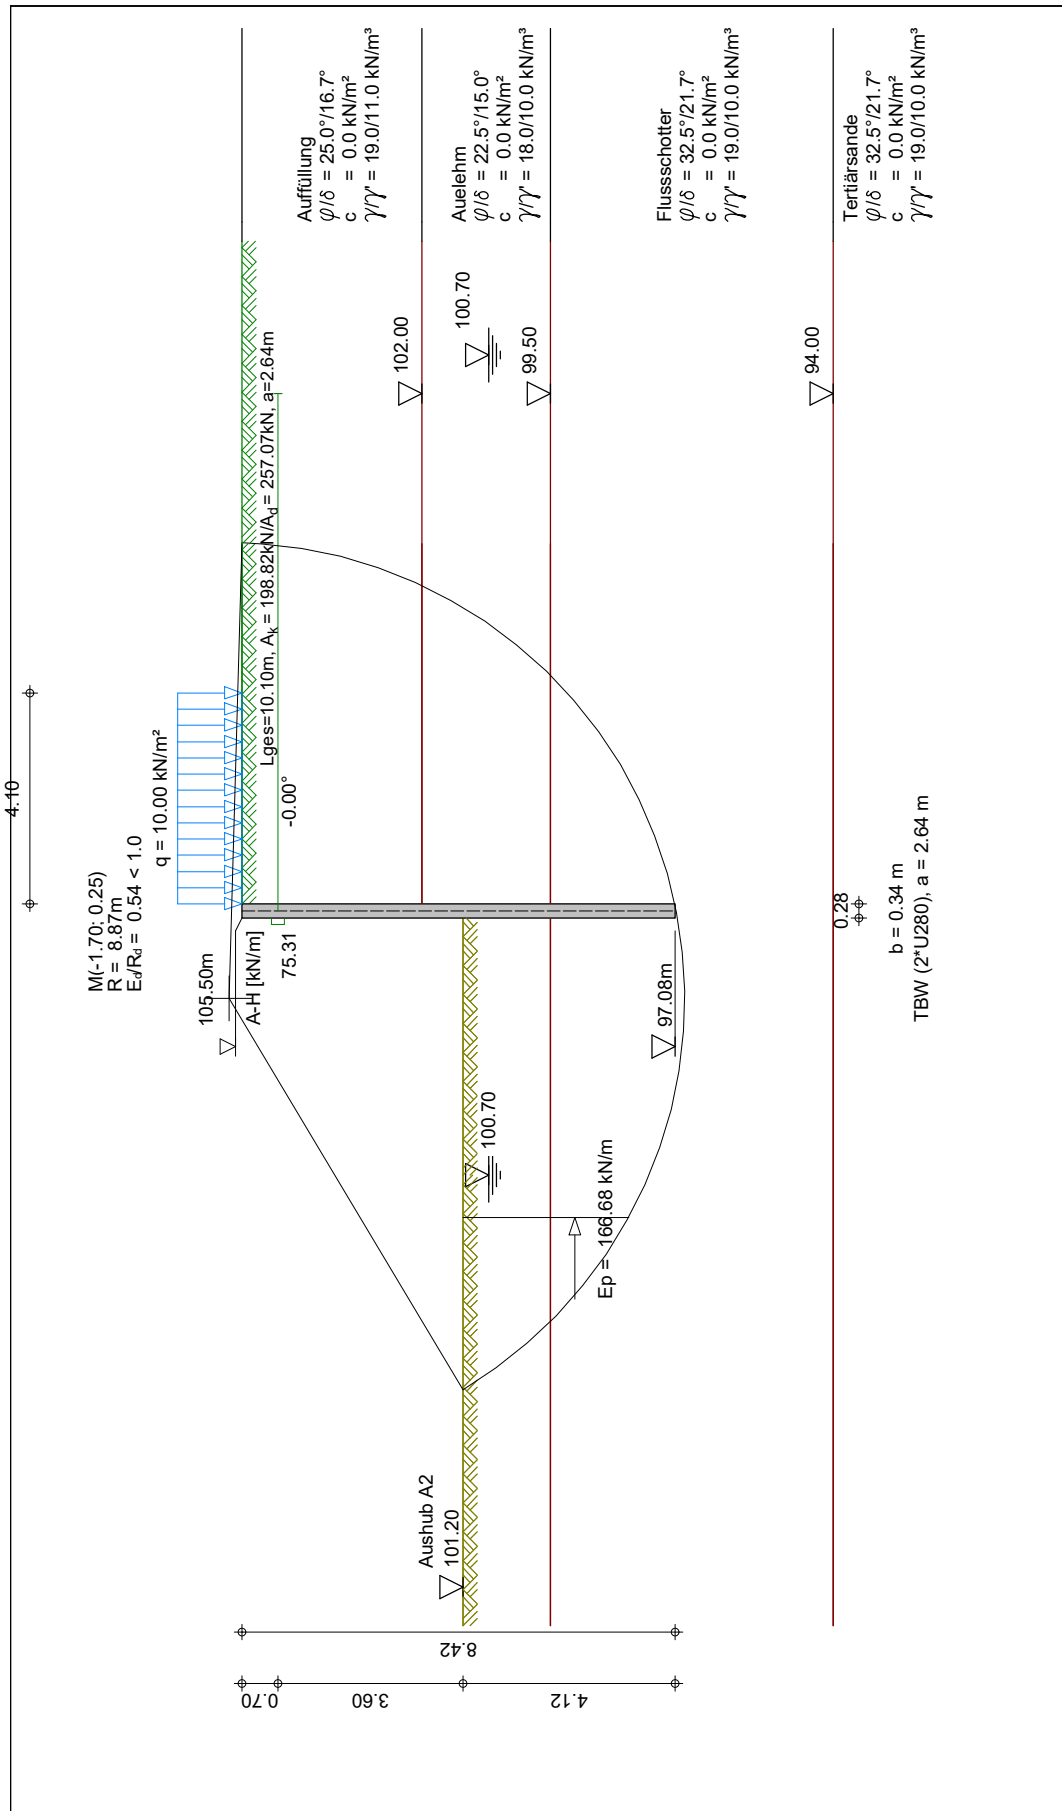 4.10
M(-1.70; 0.25)
R = 8.87m
Ed/Rd = 0.54 < 1.0
q = 10.00 kN/m²
105.50m
A-H [kN/m]
75.31
-0.00°
Lges=10.10m, Ak = 198.82kN/Ad = 257.07kN, a=2.64m
Auffüllung
φ/δ = 25.0°/16.7°
c = 0.0 kN/m²
γ/γ' = 19.0/11.0 kN/m³
102.00
Auelehm
φ/δ = 22.5°/15.0°
c = 0.0 kN/m²
γ/γ' = 18.0/10.0 kN/m³
100.70
99.50
Flussschotter
φ/δ = 32.5°/21.7°
c = 0.0 kN/m²
γ/γ' = 19.0/10.0 kN/m³
94.00
Tertiärsande
φ/δ = 32.5°/21.7°
c = 0.0 kN/m²
γ/γ' = 19.0/10.0 kN/m³
Aushub A2
101.20
100.70
Ep = 166.68 kN/m
97.08m
0.28
b = 0.34 m
TBW (2*U280), a = 2.64 m
8.42
0.70
3.60
4.12